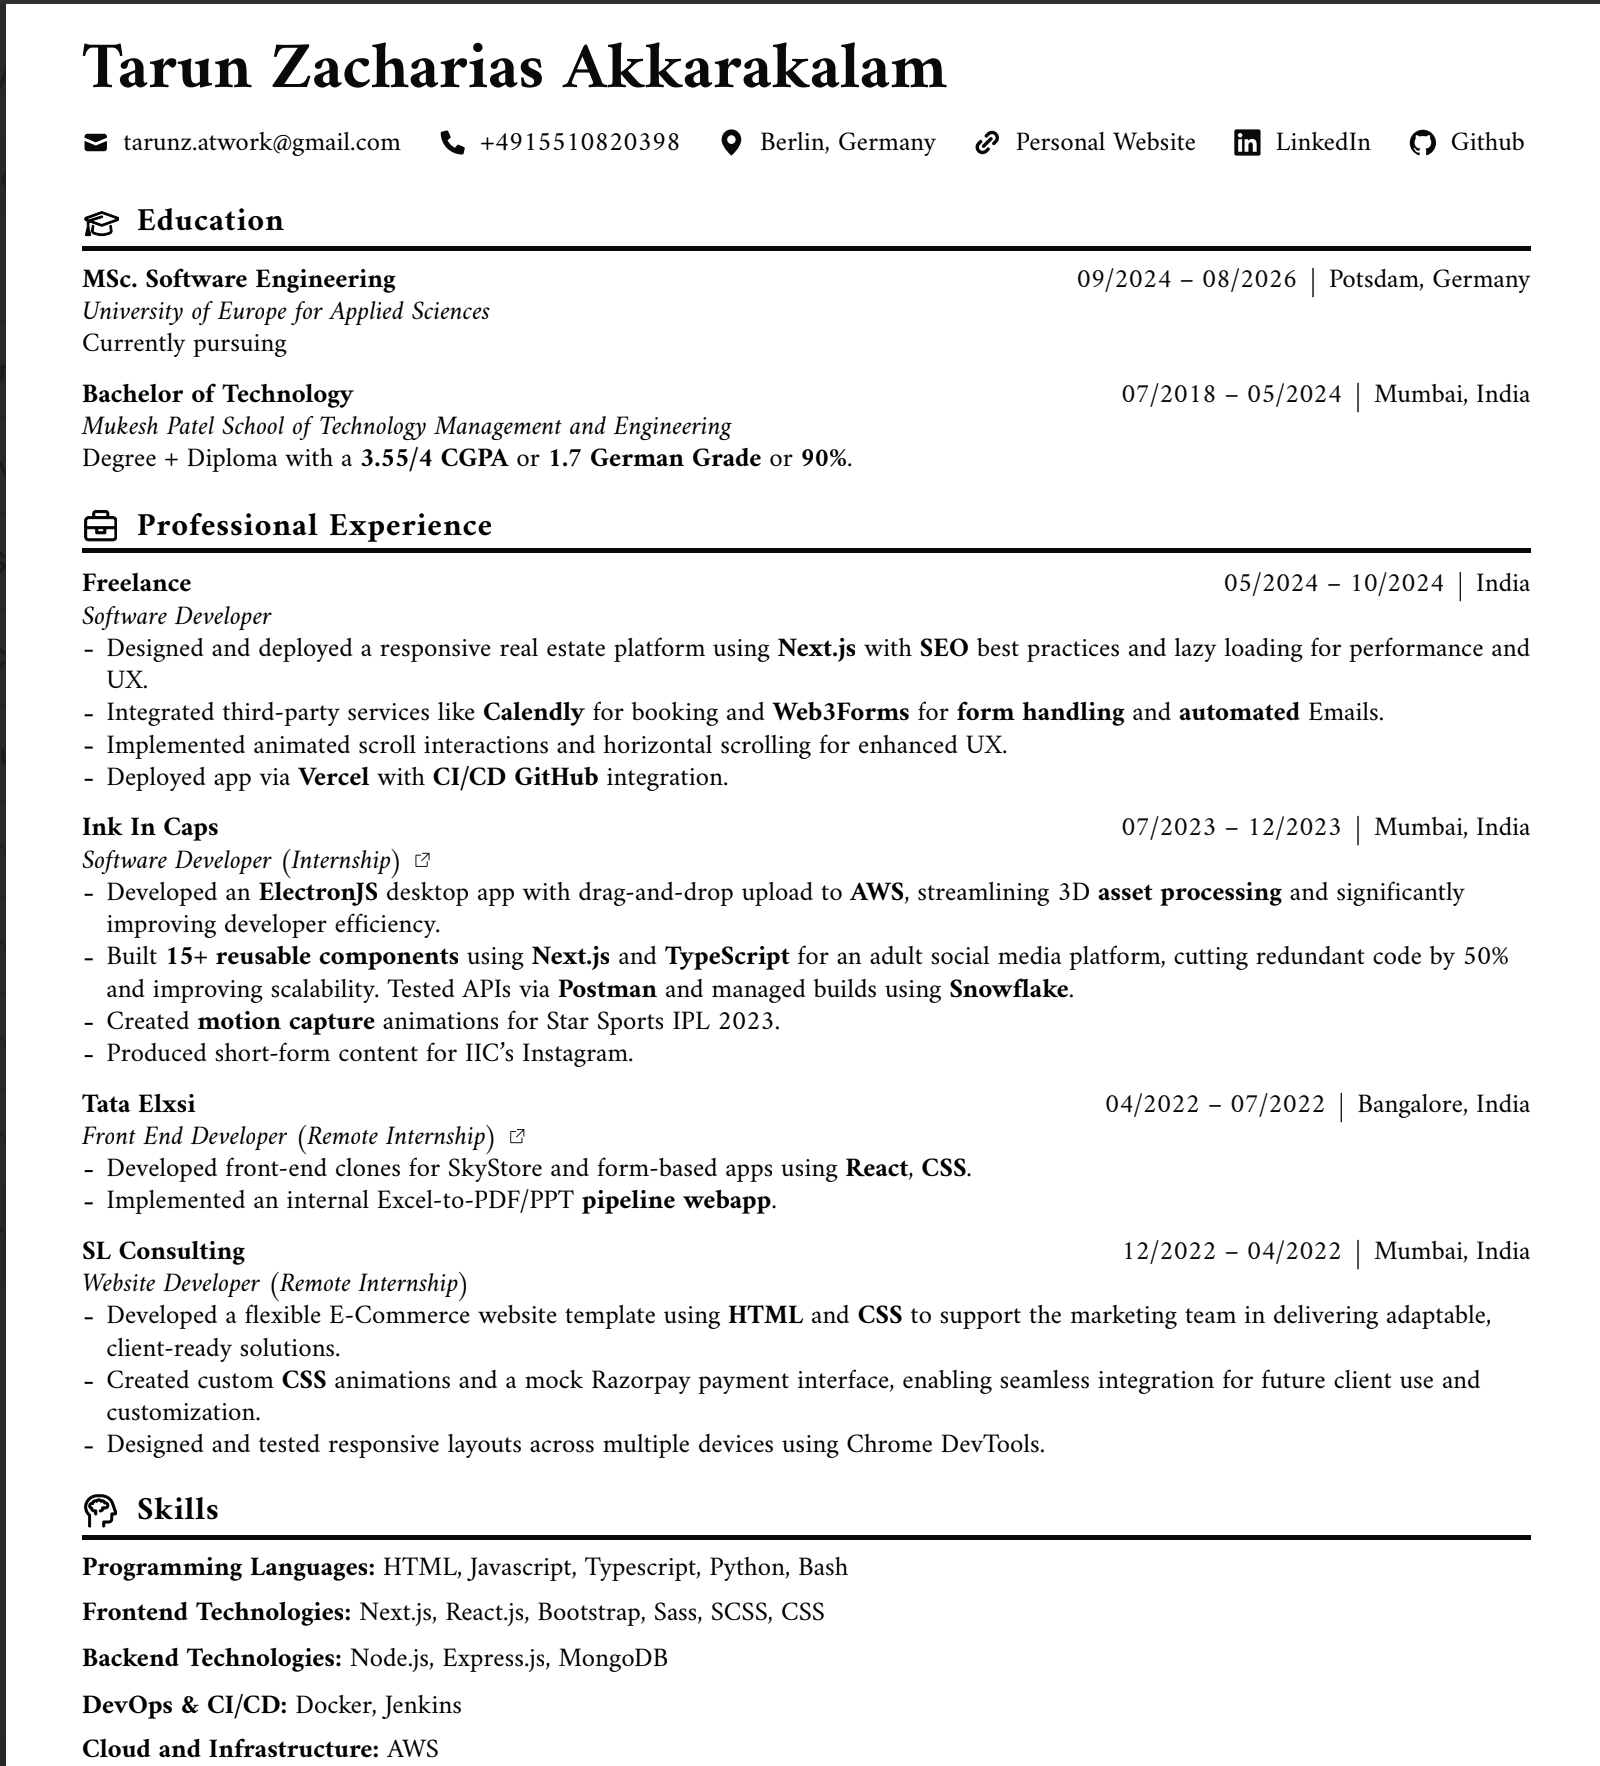 Tarun Zacharias Akkarakalam
tarunz.atwork@gmail.com +4915510820398 Berlin, Germany Personal Website LinkedIn Github
Education
MSc. Software Engineering 09/2024 – 08/2026 | Potsdam, Germany
University of Europe for Applied Sciences
Currently pursuing
Bachelor of Technology 07/2018 – 05/2024 | Mumbai, India
Mukesh Patel School of Technology Management and Engineering
Degree + Diploma with a 3.55/4 CGPA or 1.7 German Grade or 90%.
Professional Experience
Freelance 05/2024 – 10/2024 | India
Software Developer
- Designed and deployed a responsive real estate platform using Next.js with SEO best practices and lazy loading for performance and
UX.
- Integrated third-party services like Calendly for booking and Web3Forms for form handling and automated Emails.
- Implemented animated scroll interactions and horizontal scrolling for enhanced UX.
- Deployed app via Vercel with CI/CD GitHub integration.
Ink In Caps 07/2023 – 12/2023 | Mumbai, India
Software Developer (Internship)
- Developed an ElectronJS desktop app with drag-and-drop upload to AWS, streamlining 3D asset processing and significantly
improving developer efficiency.
- Built 15+ reusable components using Next.js and TypeScript for an adult social media platform, cutting redundant code by 50%
and improving scalability. Tested APIs via Postman and managed builds using Snowflake.
- Created motion capture animations for Star Sports IPL 2023.
- Produced short-form content for IIC’s Instagram.
Tata Elxsi 04/2022 – 07/2022 | Bangalore, India
Front End Developer (Remote Internship)
- Developed front-end clones for SkyStore and form-based apps using React, CSS.
- Implemented an internal Excel-to-PDF/PPT pipeline webapp.
SL Consulting 12/2022 – 04/2022 | Mumbai, India
Website Developer (Remote Internship)
- Developed a flexible E-Commerce website template using HTML and CSS to support the marketing team in delivering adaptable,
client-ready solutions.
- Created custom CSS animations and a mock Razorpay payment interface, enabling seamless integration for future client use and
customization.
- Designed and tested responsive layouts across multiple devices using Chrome DevTools.
Skills
Programming Languages: HTML, Javascript, Typescript, Python, Bash
Frontend Technologies: Next.js, React.js, Bootstrap, Sass, SCSS, CSS
Backend Technologies: Node.js, Express.js, MongoDB
DevOps & CI/CD: Docker, Jenkins
Cloud and Infrastructure: AWS